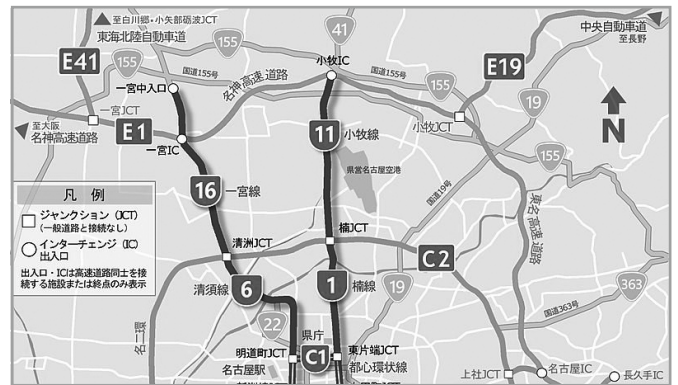 至白川郷・小矢部砺波JCT
東海北陸自動車道
E41
155
155
41
中央自動車道
至長野
小牧IC
国道155号
一宮中入口
名神高速道路
国道155号
155
E19
19
一宮JCT
至大阪
名神高速道路
E1
一宮IC
11
小牧線
小牧JCT
N
155
県営名古屋空港
国道19号
東名高速道路
凡例
ジャンクション (JCT)
(一般道路と接続なし)
インターチェンジ (IC)
出入口
出入口・ICは高速道路同士を接
続する施設または終点のみ表示
16
一宮線
清洲JCT
楠JCT
C2
清須線
6
1
楠線
19
363
国道363号
名二環
22
県庁
明道町JCT
C1
東片端JCT
名古屋駅
都心環状線
上社JCT
名古屋IC
長久手IC